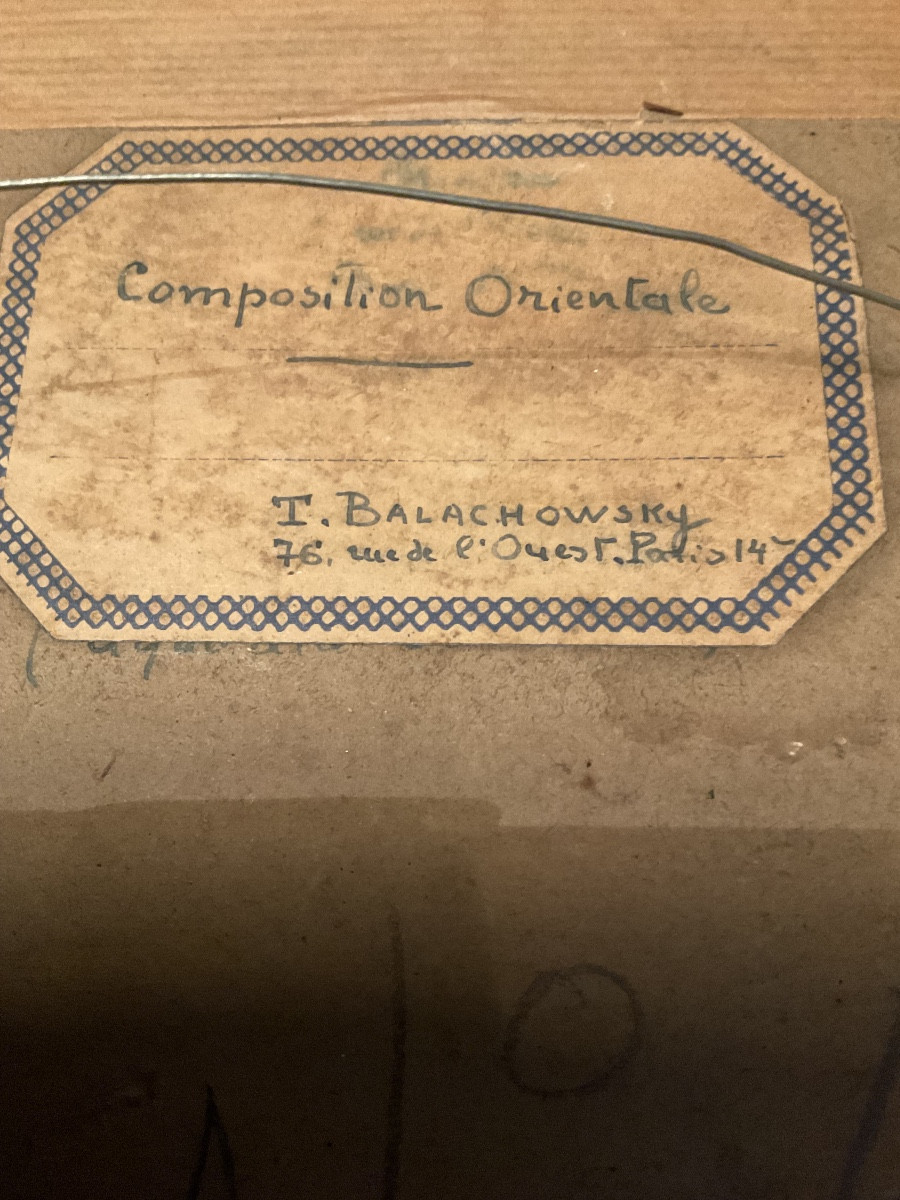 Composition Orientale
T. BALACHOWSKY
76, rue de l'Ouest. Paris 14e